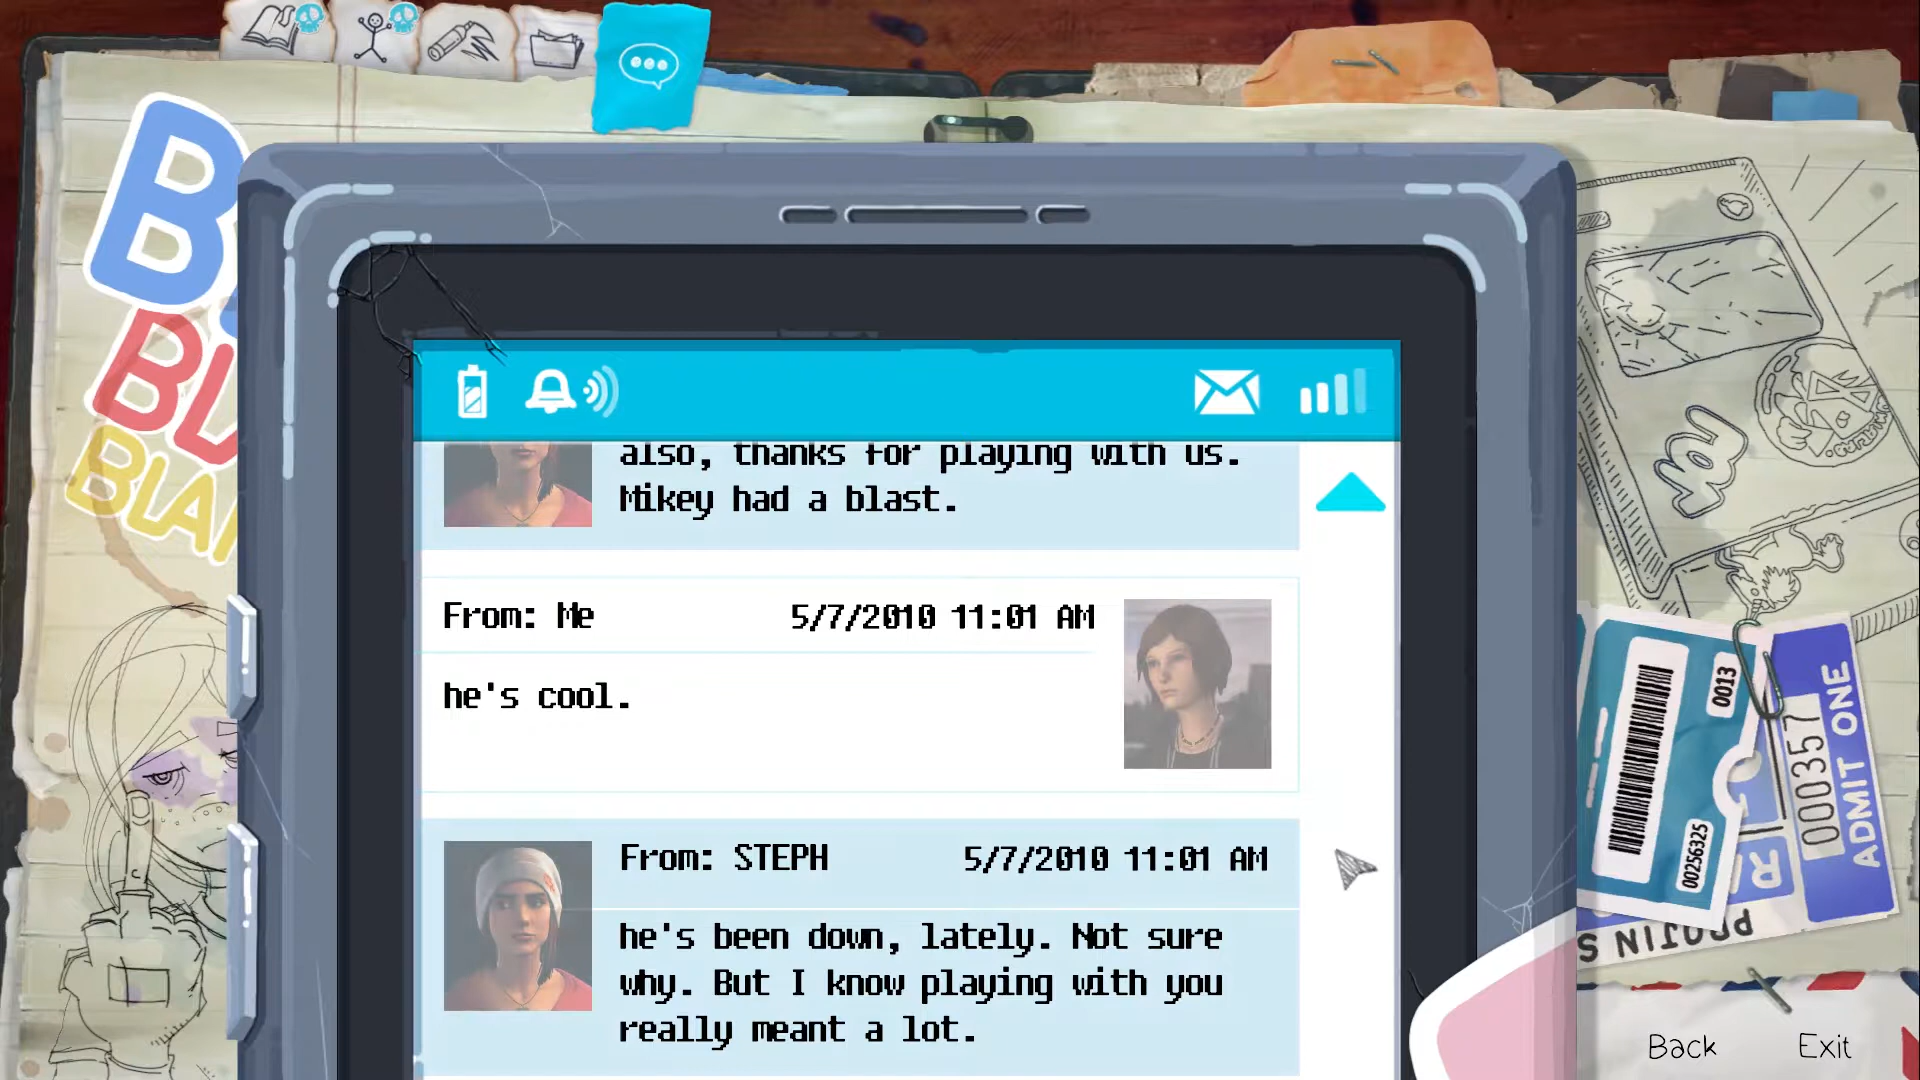 also, thanks for playing with us.
Mikey had a blast.
From: Me 5/7/2010 11:01 AM
he's cool.
From: STEPH 5/7/2010 11:01 AM
he's been down, lately. Not sure
why. But I know playing with you
really meant a lot.
0013
00256325
000357
ADMIT ONE
Back Exit